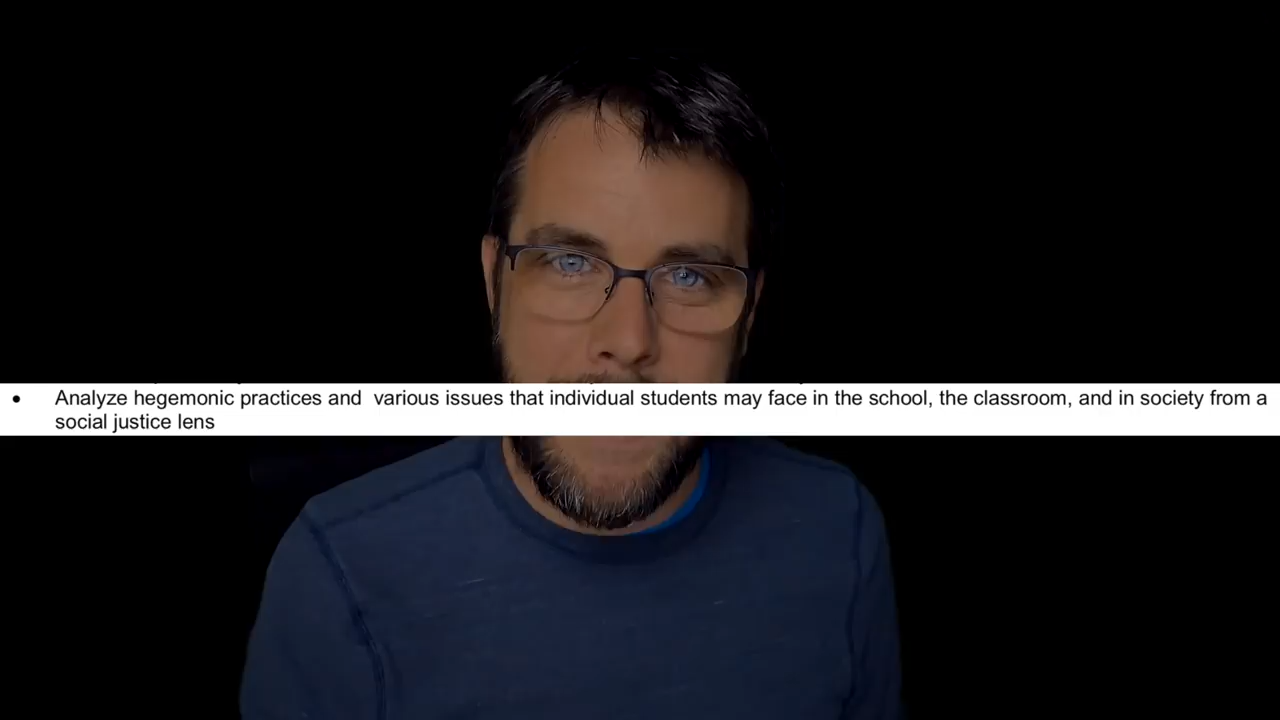 • Analyze hegemonic practices and  various issues that individual students may face in the school, the classroom, and in society from a
social justice lens